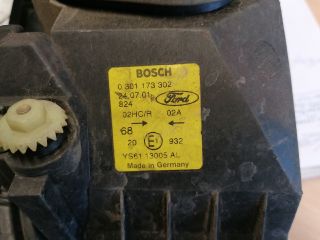 BOSCH
0 301 173 302
24.07.01 Ford
824
02HC/R 02A
68
20 E1 932
YS61 13005 AL
Made in Germany